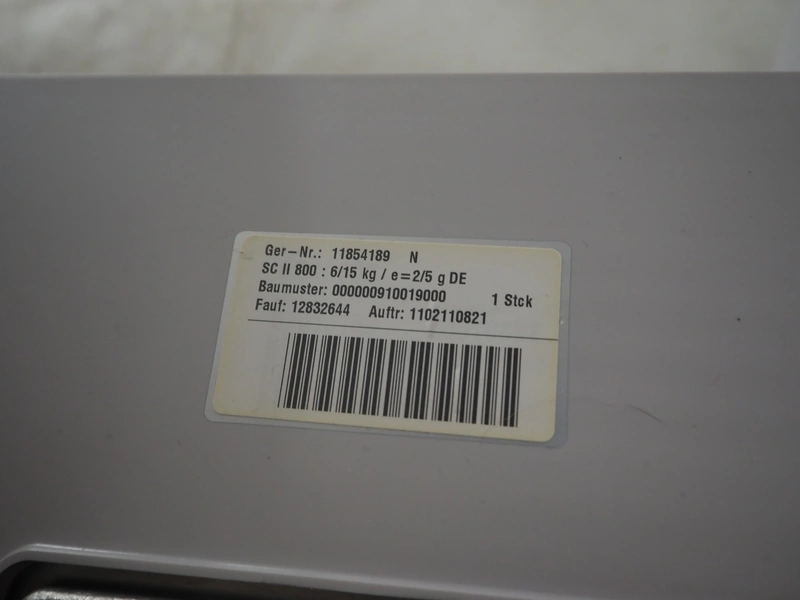 Ger-Nr.: 11854189 N
SC II 800 : 6/15 kg / e=2/5 g DE
Baumuster: 000000910019000 1 Stck
Fauf: 12832644 Auftr: 1102110821